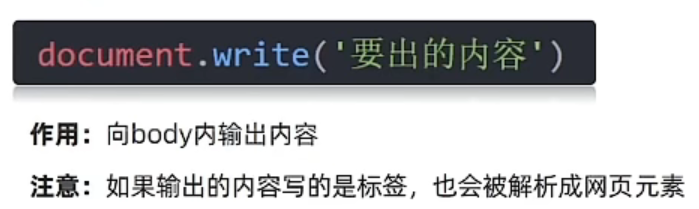 document.write('要出的内容')
作用：向body内输出内容
注意：如果输出的内容写的是标签，也会被解析成网页元素